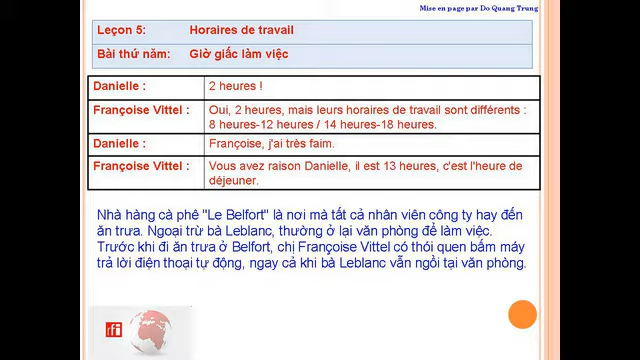 Mise en page par Do Quang Trung
Leçon 5: Horaires de travail
Bài thứ năm: Giờ giấc làm việc
Danielle : 2 heures !
Françoise Vittel : Oui, 2 heures, mais leurs horaires de travail sont différents :
8 heures-12 heures / 14 heures-18 heures.
Danielle : Françoise, j'ai très faim.
Françoise Vittel : Vous avez raison Danielle, il est 13 heures, c'est l'heure de
déjeuner.
Nhà hàng cà phê "Le Belfort" là nơi mà tất cả nhân viên công ty hay đến
ăn trưa. Ngoại trừ bà Leblanc, thường ở lại văn phòng để làm việc.
Trước khi đi ăn trưa ở Belfort, chị Françoise Vittel có thói quen bấm máy
trả lời điện thoại tự động, ngay cả khi bà Leblanc vẫn ngồi tại văn phòng.
rfi